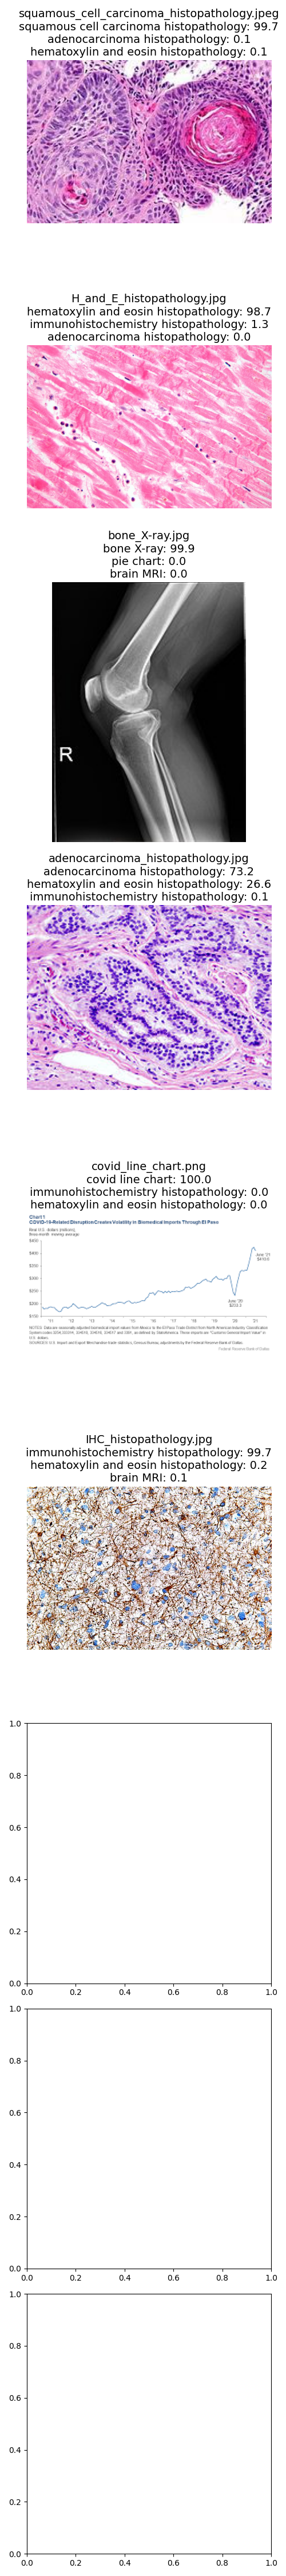 squamous_cell_carcinoma_histopathology.jpeg
squamous cell carcinoma histopathology: 99.7
adenocarcinoma histopathology: 0.1
hematoxylin and eosin histopathology: 0.1
H_and_E_histopathology.jpg
hematoxylin and eosin histopathology: 98.7
immunohistochemistry histopathology: 1.3
adenocarcinoma histopathology: 0.0
bone_X-ray.jpg
bone X-ray: 99.9
pie chart: 0.0
brain MRI: 0.0
R
adenocarcinoma_histopathology.jpg
adenocarcinoma histopathology: 73.2
hematoxylin and eosin histopathology: 26.6
immunohistochemistry histopathology: 0.1
covid_line_chart.png
covid line chart: 100.0
immunohistochemistry histopathology: 0.0
hematoxylin and eosin histopathology: 0.0
Chart 1
COVID-19-Related Disruption Creates Volatility in Biomedical Imports Through El Paso
three-month moving average
$450
$400
$350
$300
$250
$200
$150
$100
'11 '12 '13 '14 '15 '16 '17 '18 '19 '20 '21
Federal Reserve Bank of Dallas
IHC_histopathology.jpg
immunohistochemistry histopathology: 99.7
hematoxylin and eosin histopathology: 0.2
brain MRI: 0.1
1.0
0.8
0.6
0.4
0.2
0.0
0.0 0.2 0.4 0.6 0.8 1.0
1.0
0.8
0.6
0.4
0.2
0.0
0.0 0.2 0.4 0.6 0.8 1.0
1.0
0.8
0.6
0.4
0.2
0.0
0.0 0.2 0.4 0.6 0.8 1.0